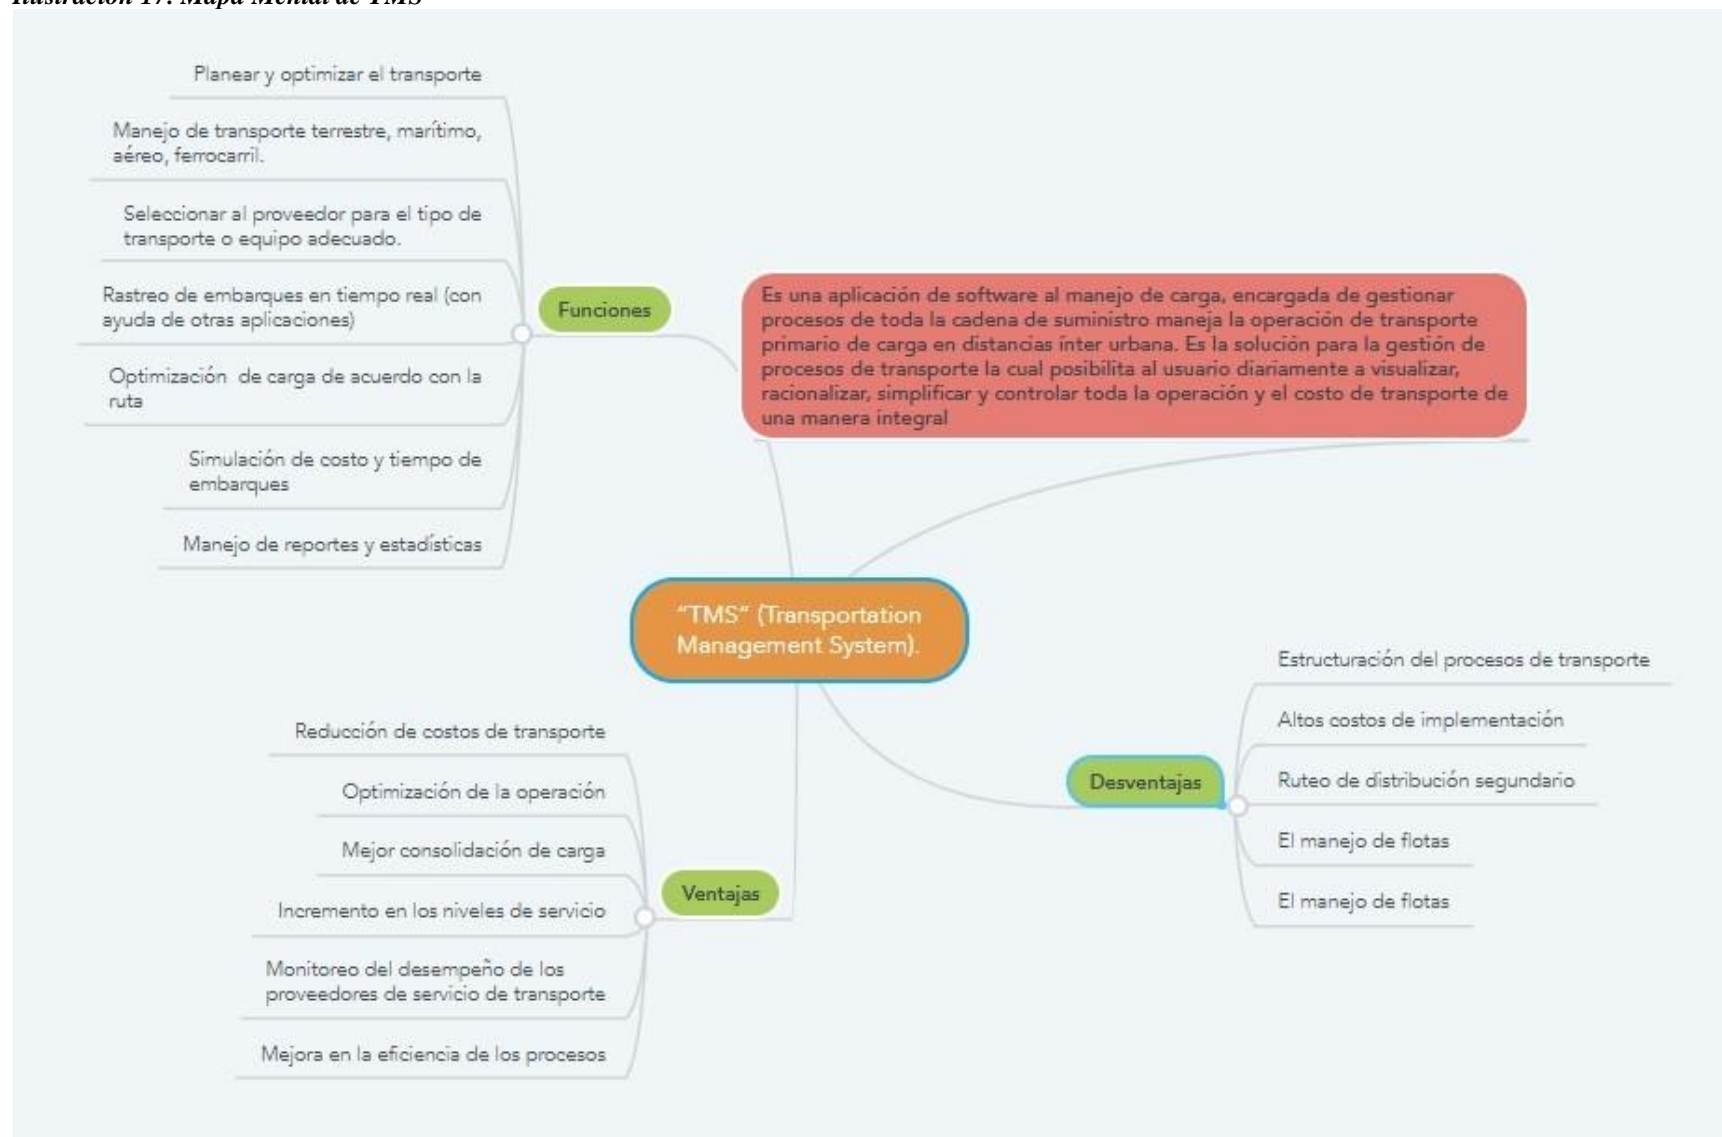 Ilustración 17. Mapa Mental de TMS
Planear y optimizar el transporte
Manejo de transporte terrestre, marítimo,
aéreo, ferrocarril.
Seleccionar al proveedor para el tipo de
transporte o equipo adecuado.
Rastreo de embarques en tiempo real (con
ayuda de otras aplicaciones)
Optimización de carga de acuerdo con la
ruta
Simulación de costo y tiempo de
embarques
Manejo de reportes y estadísticas
Funciones
Es una aplicación de software al manejo de carga, encargada de gestionar
procesos de toda la cadena de suministro maneja la operación de transporte
primario de carga en distancias ínter urbana. Es la solución para la gestión de
procesos de transporte la cual posibilita al usuario diariamente a visualizar,
racionalizar, simplificar y controlar toda la operación y el costo de transporte de
una manera integral
“TMS” (Transportation
Management System).
Reducción de costos de transporte
Optimización de la operación
Mejor consolidación de carga
Incremento en los niveles de servicio
Monitoreo del desempeño de los
proveedores de servicio de transporte
Mejora en la eficiencia de los procesos
Ventajas
Desventajas
Estructuración del procesos de transporte
Altos costos de implementación
Ruteo de distribución segundario
El manejo de flotas
El manejo de flotas